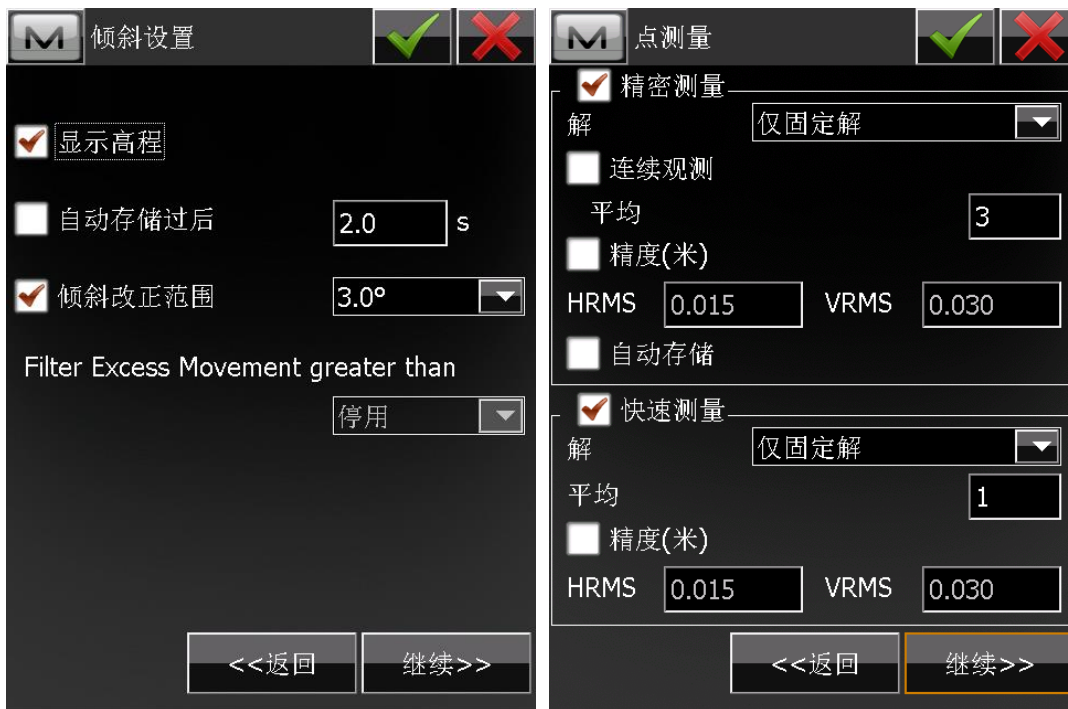 倾斜设置
显示高程
自动存储过后 2.0 s
倾斜改正范围 3.0°
Filter Excess Movement greater than
停用
<<返回 继续>>
点测量
精密测量
解 仅固定解
连续观测
平均 3
精度(米)
HRMS 0.015 VRMS 0.030
自动存储
快速测量
解 仅固定解
平均 1
精度(米)
HRMS 0.015 VRMS 0.030
<<返回 继续>>